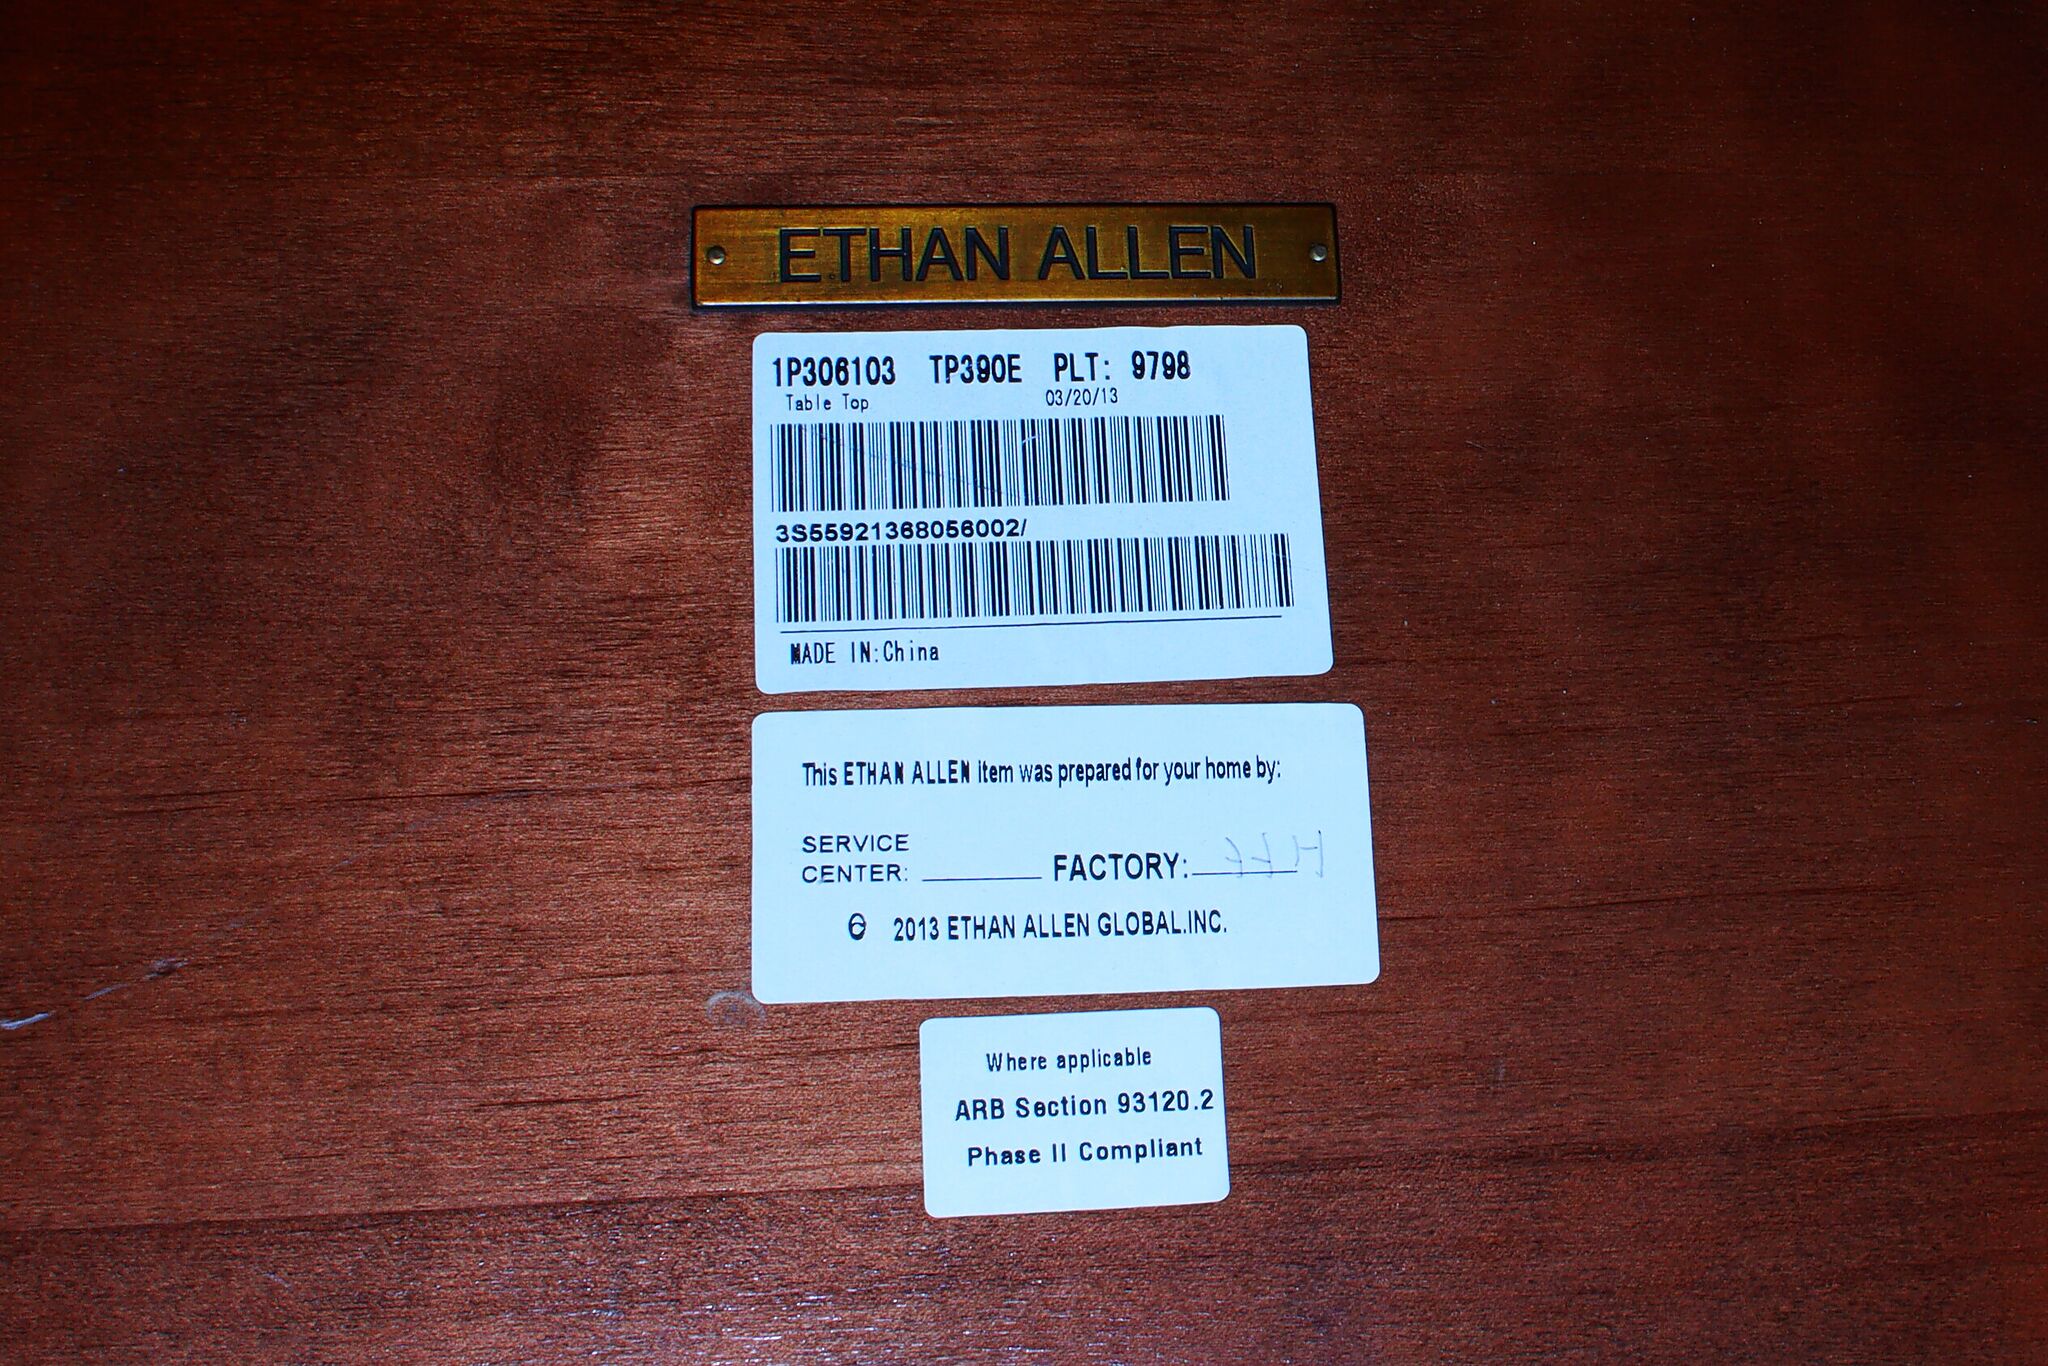 ETHAN ALLEN
1P306103 TP390E PLT: 9798
Table Top 03/20/13
3S55921368056002/
MADE IN:China
This ETHAN ALLEN item was prepared for your home by:
SERVICE
CENTER: ________ FACTORY:________
© 2013 ETHAN ALLEN GLOBAL.INC.
Where applicable
ARB Section 93120.2
Phase II Compliant